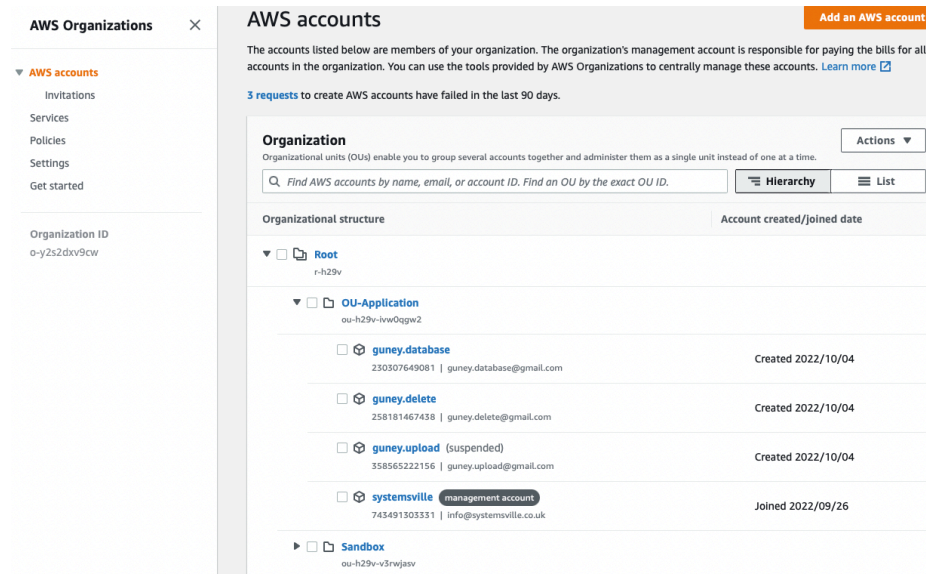 AWS Organizations
AWS accounts
Invitations
Services
Policies
Settings
Get started
Organization ID
o-y2s2dxv9cw
AWS accounts
Add an AWS account
The accounts listed below are members of your organization. The organization's management account is responsible for paying the bills for all
accounts in the organization. You can use the tools provided by AWS Organizations to centrally manage these accounts. Learn more
3 requests to create AWS accounts have failed in the last 90 days.
Organization
Actions
Organizational units (OUs) enable you to group several accounts together and administer them as a single unit instead of one at a time.
Find AWS accounts by name, email, or account ID. Find an OU by the exact OU ID.
Hierarchy
List
Organizational structure
Account created/joined date
Root
r-h29v
OU-Application
ou-h29v-ivw0qgw2
guney.database
230307649081 | guney.database@gmail.com
Created 2022/10/04
guney.delete
258181467438 | guney.delete@gmail.com
Created 2022/10/04
guney.upload (suspended)
358565222156 | guney.upload@gmail.com
Created 2022/10/04
systemsville management account
743491303331 | info@systemsville.co.uk
Joined 2022/09/26
Sandbox
ou-h29v-v3rwjasv